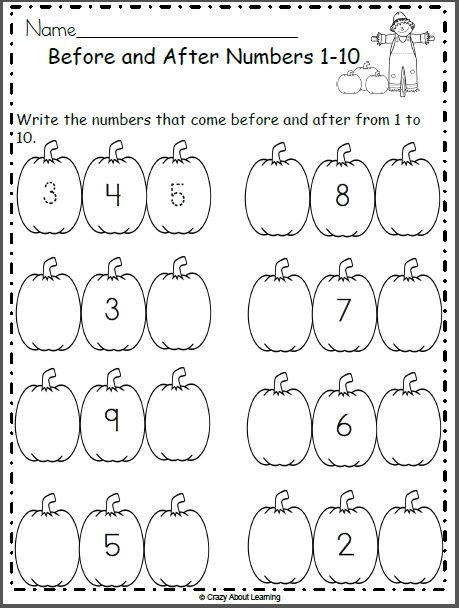 Name
Before and After Numbers 1-10
Write the numbers that come before and after from 1 to
10.
3 4 5
8
3
7
9
6
5
2
© Crazy About Learning